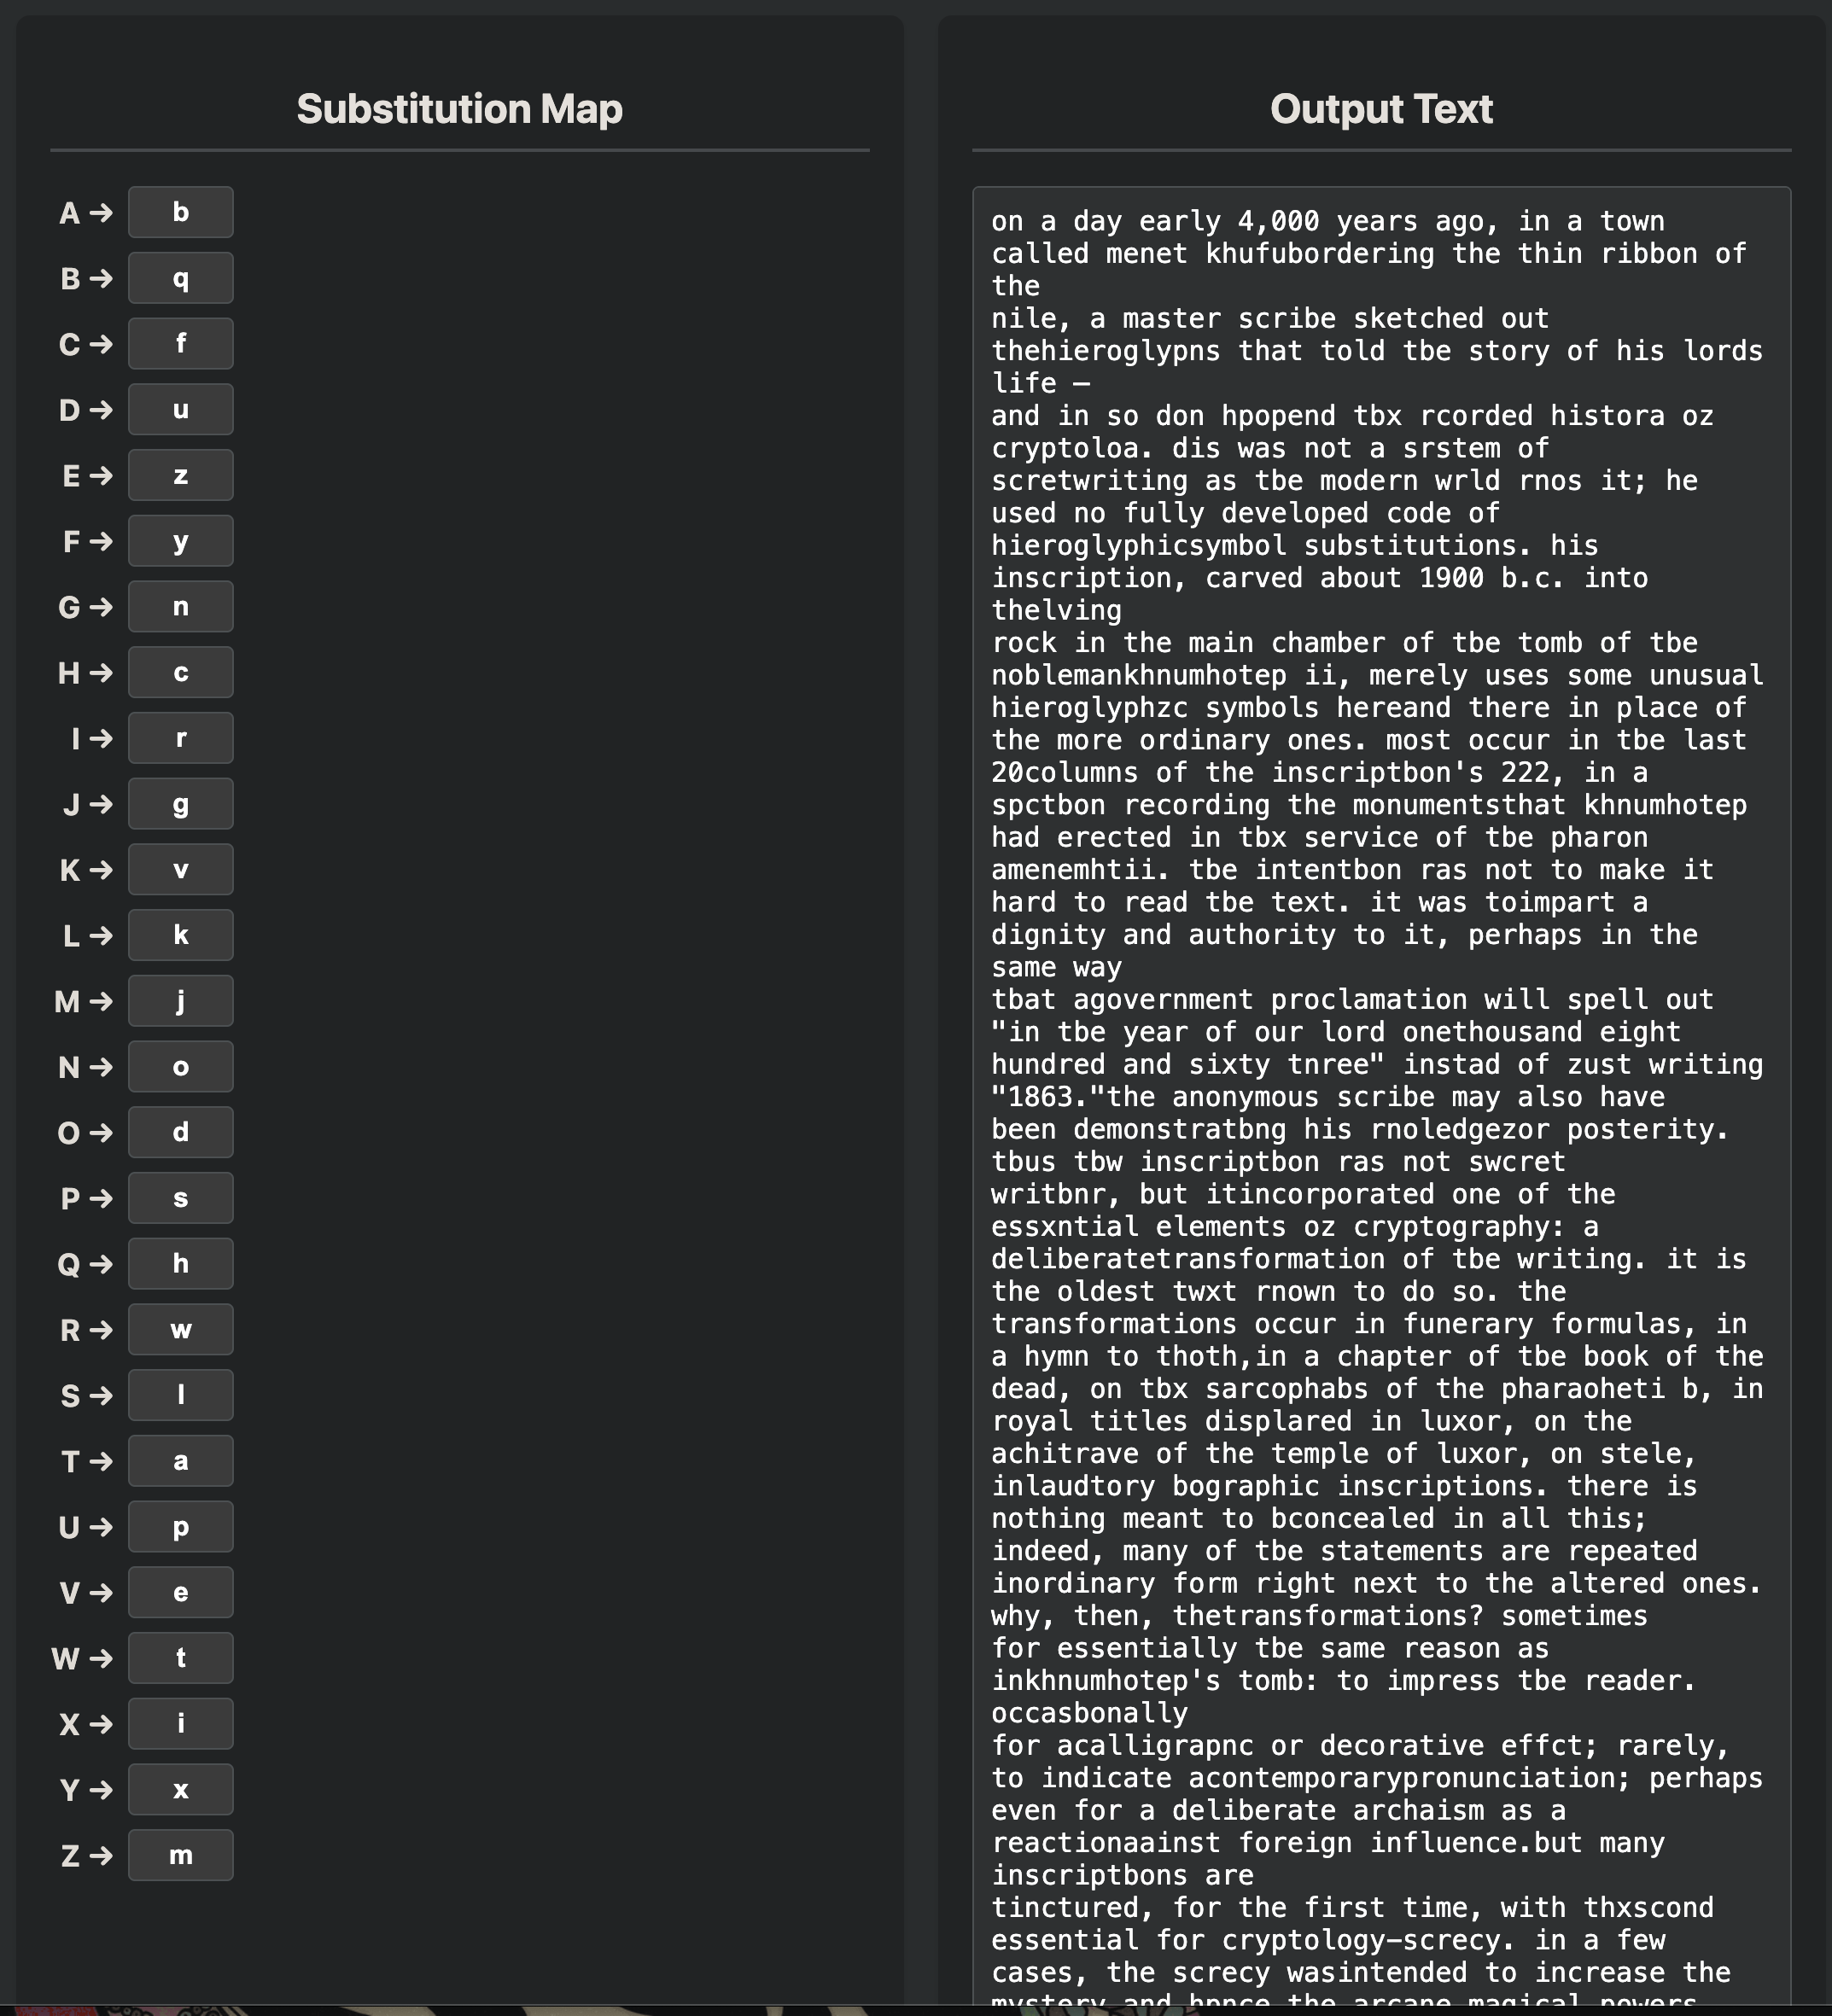 Substitution Map
A → b
B → q
C → f
D → u
E → z
F → y
G → n
H → c
I → r
J → g
K → v
L → k
M → j
N → o
O → d
P → s
Q → h
R → w
S → l
T → a
U → p
V → e
W → t
X → i
Y → x
Z → m
Output Text
on a day early 4,000 years ago, in a town
called menet khufubordering the thin ribbon of
the
nile, a master scribe sketched out
thehieroglypns that told tbe story of his lords
life —
and in so don hpopend tbx rcorded histora oz
cryptoloa. dis was not a srstem of
scretwriting as tbe modern wrld rnos it; he
used no fully developed code of
hieroglyphicsymbol substitutions. his
inscription, carved about 1900 b.c. into
thelving
rock in the main chamber of tbe tomb of tbe
noblemankhnumhotep ii, merely uses some unusual
hieroglyphzc symbols hereand there in place of
the more ordinary ones. most occur in tbe last
20columns of the inscriptbon's 222, in a
spctbon recording the monumentsthat khnumhotep
had erected in tbx service of tbe pharon
amenemhtii. tbe intentbon ras not to make it
hard to read tbe text. it was toimpart a
dignity and authority to it, perhaps in the
same way
tbat agovernment proclamation will spell out
"in tbe year of our lord onethousand eight
hundred and sixty tnree" instad of zust writing
"1863."the anonymous scribe may also have
been demonstratbng his rnoledgezor posterity.
tbus tbw inscriptbon ras not swcret
writbnr, but itincorporated one of the
essxntial elements oz cryptography: a
deliberatetransformation of tbe writing. it is
the oldest twxt rnown to do so. the
transformations occur in funerary formulas, in
a hymn to thoth,in a chapter of tbe book of the
dead, on tbx sarcophabs of the pharaoheti b, in
royal titles displared in luxor, on the
achitrave of the temple of luxor, on stele,
inlaudtory bographic inscriptions. there is
nothing meant to bconcealed in all this;
indeed, many of tbe statements are repeated
inordinary form right next to the altered ones.
why, then, thetransformations? sometimes
for essentially tbe same reason as
inkhnumhotep's tomb: to impress tbe reader.
occasbonally
for acalligrapnc or decorative effct; rarely,
to indicate acontemporarypronunciation; perhaps
even for a deliberate archaism as a
reactionaainst foreign influence.but many
inscriptbons are
tinctured, for the first time, with thxscond
essential for cryptology–screcy. in a few
cases, the screcy wasintended to increase the
mystery and hpnce the arcane magical powers